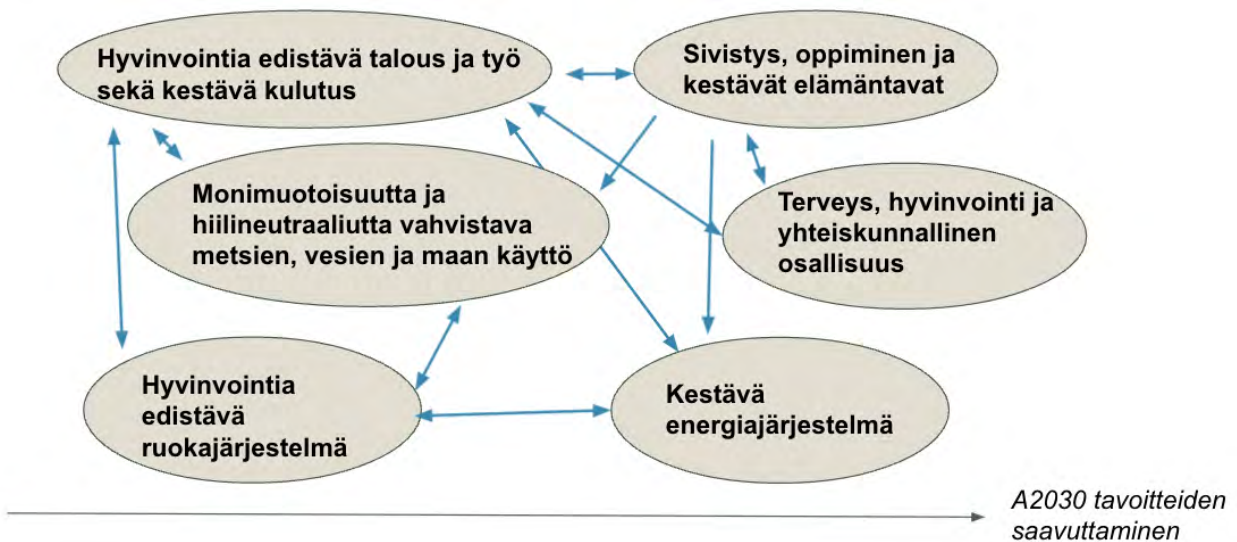 Hyvinvointia edistävä talous ja työ
sekä kestävä kulutus
Sivistys, oppiminen ja
kestävät elämäntavat
Monimuotoisuutta ja
hiilineutraaliutta vahvistava
metsien, vesien ja maan käyttö
Terveys, hyvinvointi ja
yhteiskunnallinen
osallisuus
Hyvinvointia
edistävä
ruokajärjestelmä
Kestävä
energiajärjestelmä
A2030 tavoitteiden
saavuttaminen